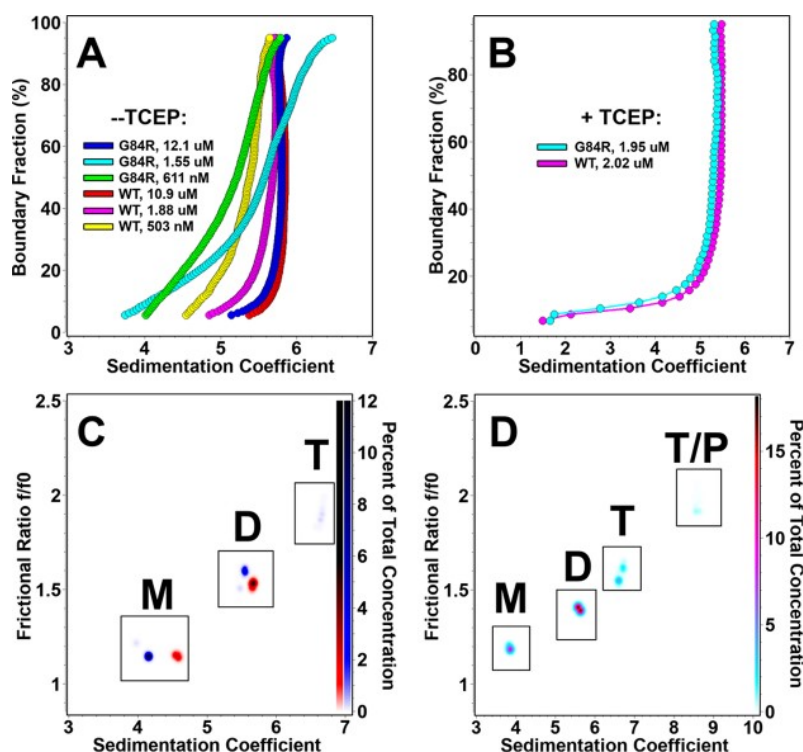 A
--TCEP:
G84R, 12.1 uM
G84R, 1.55 uM
G84R, 611 nM
WT, 10.9 uM
WT, 1.88 uM
WT, 503 nM
Boundary Fraction (%)
100
80
60
40
20
0
3 4 5 6 7
Sedimentation Coefficient
B
+ TCEP:
G84R, 1.95 uM
WT, 2.02 uM
Boundary Fraction (%)
80
60
40
20
0 1 2 3 4 5 6 7
Sedimentation Coefficient
C
M
D
T
Frictional Ratio f/f0
2.5
2
1.5
1
3 4 5 6 7
Sedimentation Coefficient
12
10
8
6
4
2
0
Percent of Total Concentration
D
M
D
T
T/P
Frictional Ratio f/f0
2.5
2
1.5
1
3 4 5 6 7 8 9 10
Sedimentation Coefficient
15
10
5
0
Percent of Total Concentration